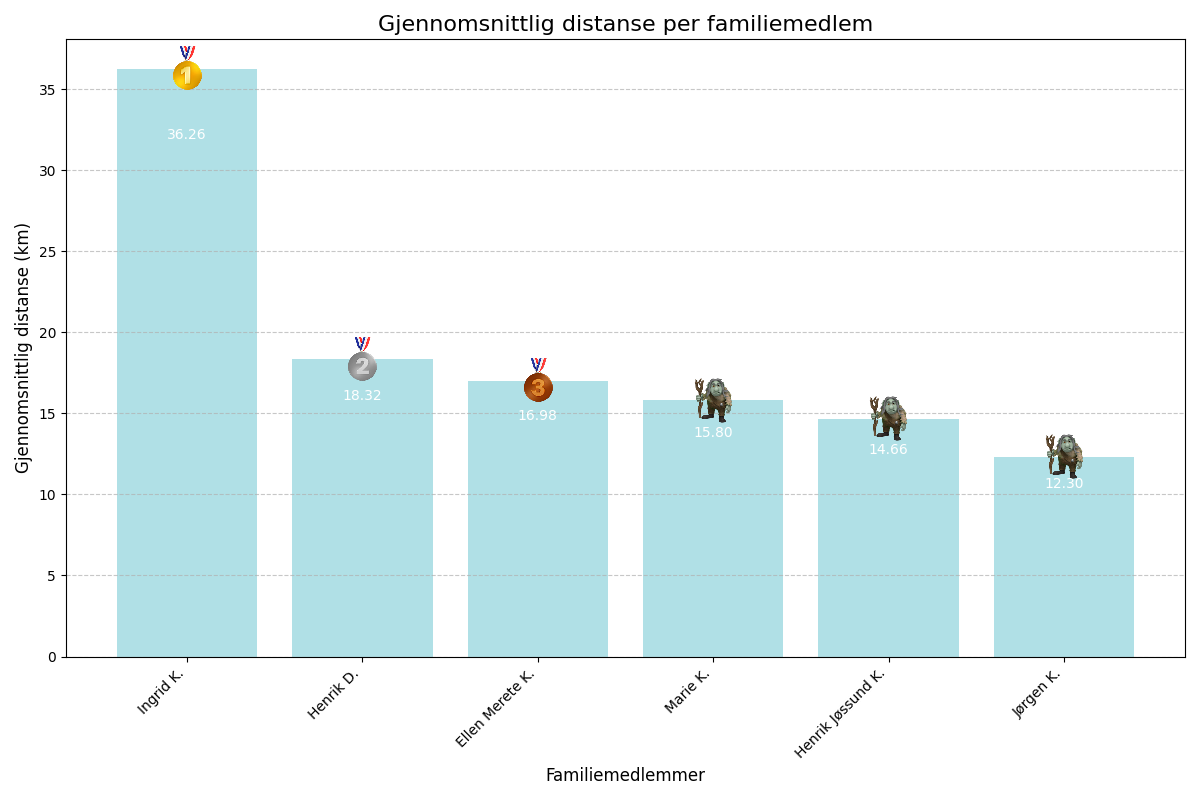 Gjennomsnittlig distanse per familiemedlem
Gjennomsnittlig distanse (km)
35
30
25
20
15
10
5
0
1
36.26
2
18.32
3
16.98
15.80
14.66
12.30
Ingrid K.
Henrik D.
Ellen Merete K.
Marie K.
Henrik Jøssund K.
Jørgen K.
Familiemedlemmer